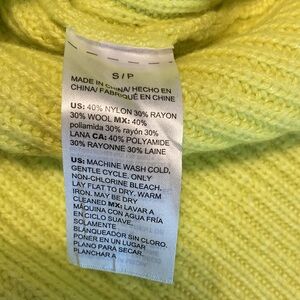 S/P
MADE IN CHINA/ HECHO EN
CHINA/ FABRIQUÉ EN CHINE
US: 40% NYLON 30% RAYON
30% WOOL MX: 40%
poliamida 30% rayón 30%
LANA CA: 40% POLYAMIDE
30% RAYONNE 30% LAINE
US: MACHINE WASH COLD,
GENTLE CYCLE. ONLY
NON-CHLORINE BLEACH.
LAY FLAT TO DRY. WARM
IRON. MAY BE DRY
CLEANED MX: LAVAR A
MÁQUINA CON AGUA FRÍA
EN CICLO SUAVE.
SOLAMENTE
BLANQUEADOR SIN CLORO.
PONER EN UN LUGAR
PLANO PARA SECAR.
PLANCHAR A